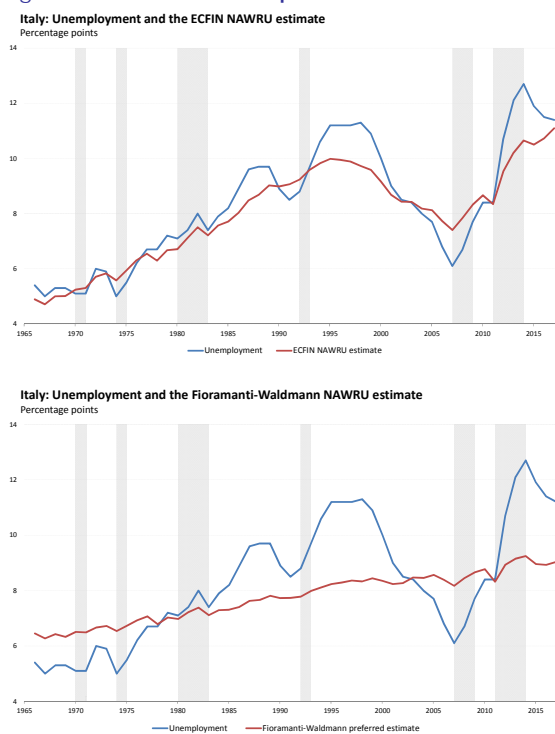 Italy: Unemployment and the ECFIN NAWRU estimate
Percentage points
14
12
10
8
6
4
1965 1970 1975 1980 1985 1990 1995 2000 2005 2010 2015
Unemployment ECFIN NAWRU estimate
Italy: Unemployment and the Fioramanti-Waldmann NAWRU estimate
Percentage points
14
12
10
8
6
4
1965 1970 1975 1980 1985 1990 1995 2000 2005 2010 2015
Unemployment Fioramanti-Waldmann preferred estimate